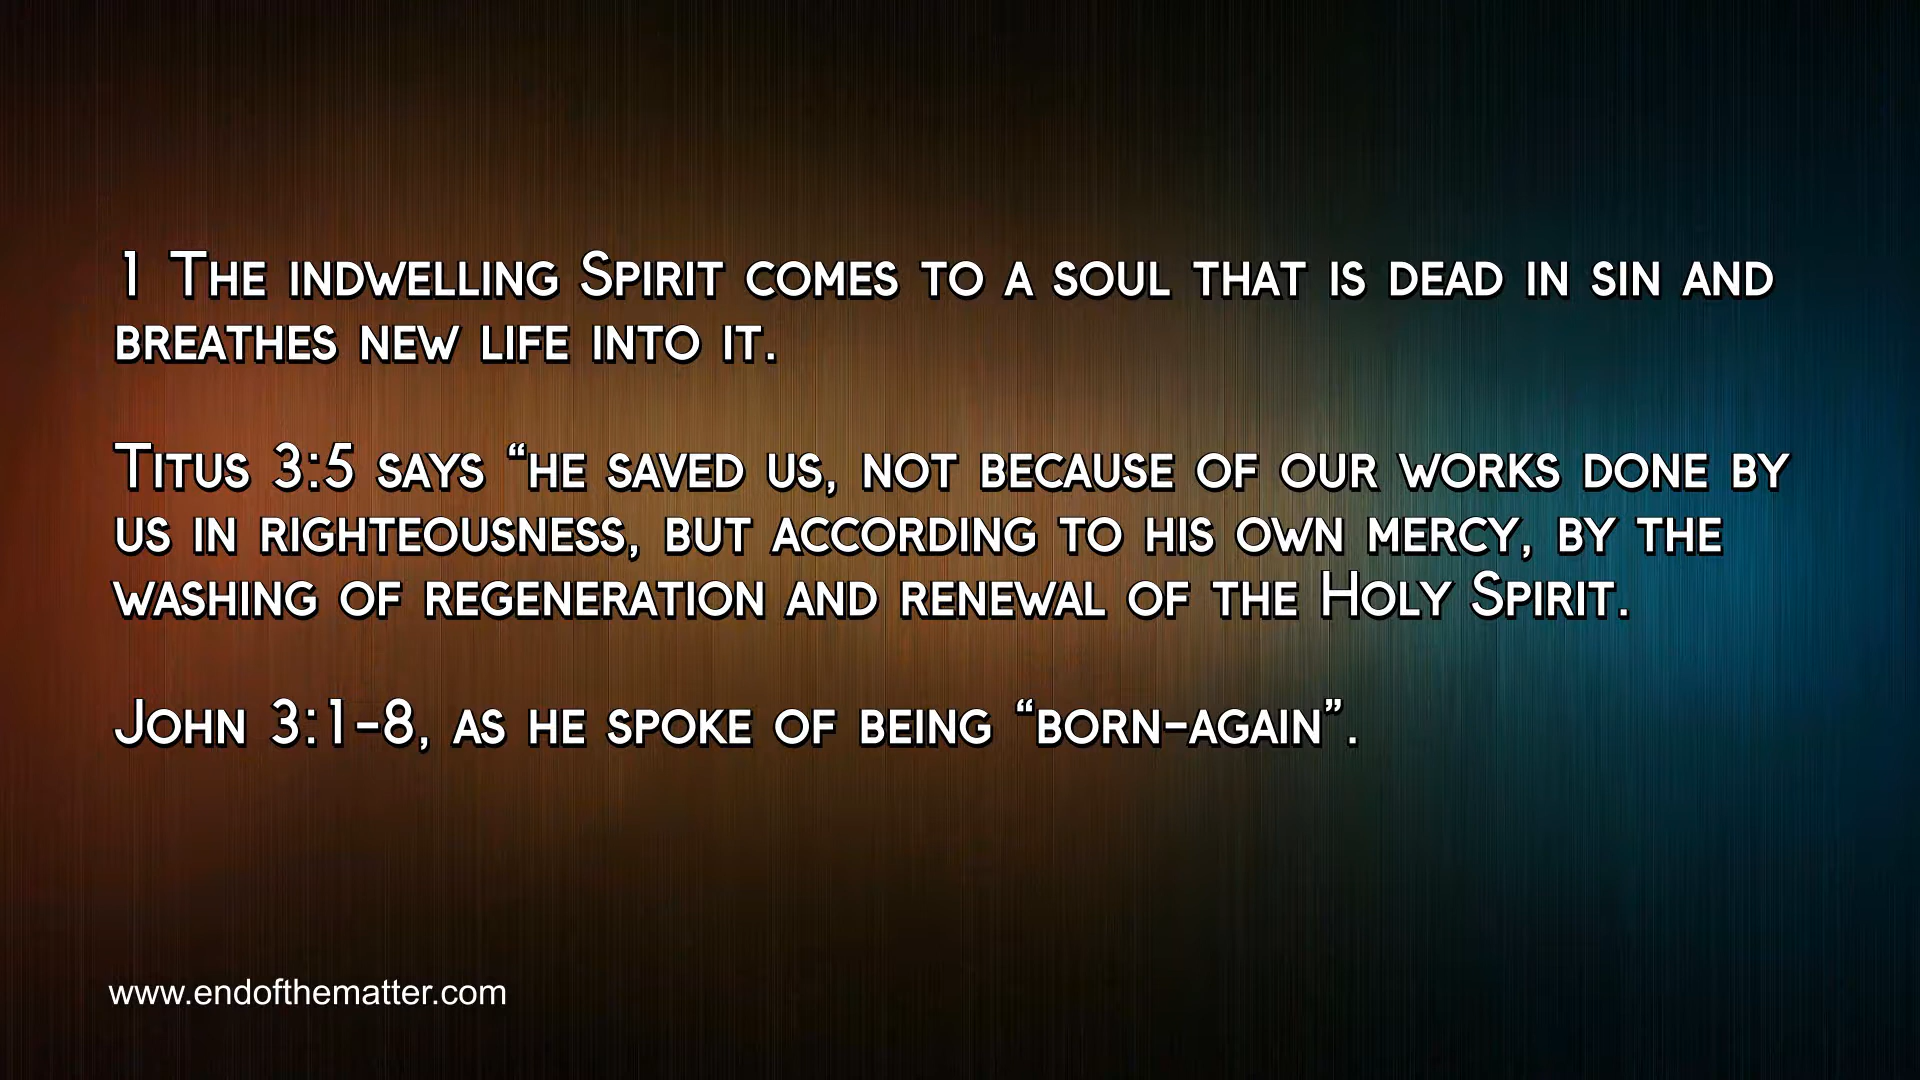 1 The indwelling Spirit comes to a soul that is dead in sin and
breathes new life into it.
Titus 3:5 says “he saved us, not because of our works done by
us in righteousness, but according to his own mercy, by the
washing of regeneration and renewal of the Holy Spirit.
John 3:1-8, as he spoke of being “born-again”.
www.endofthematter.com